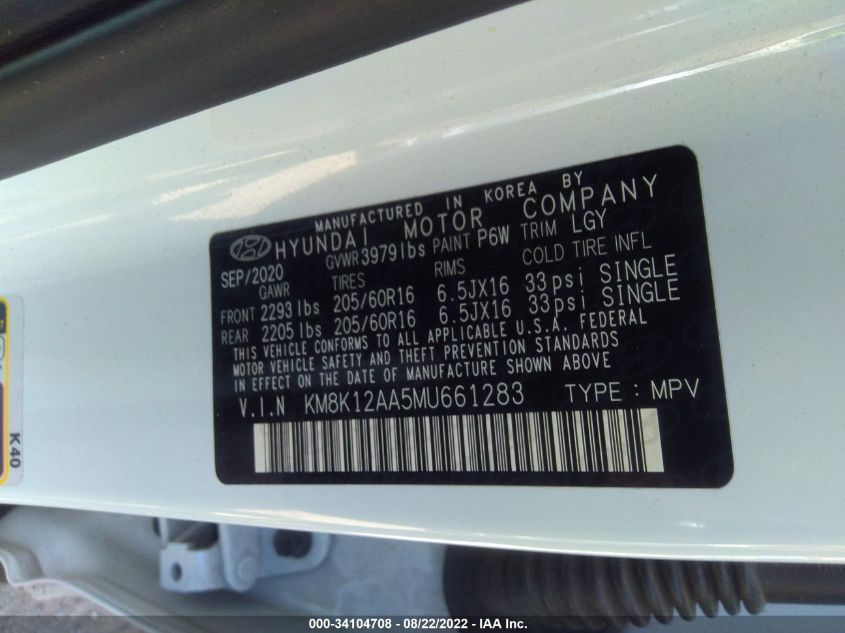 MANUFACTURED IN KOREA BY
HYUNDAI MOTOR COMPANY
SEP/2020 GVWR 3979lbs PAINT P6W TRIM LGY
GAWR TIRES RIMS COLD TIRE INFL
FRONT 2293 lbs 205/60R16 6.5JX16 33psi SINGLE
REAR 2205 lbs 205/60R16 6.5JX16 33psi SINGLE
THIS VEHICLE CONFORMS TO ALL APPLICABLE U.S.A. FEDERAL
MOTOR VEHICLE SAFETY AND THEFT PREVENTION STANDARDS
IN EFFECT ON THE DATE OF MANUFACTURE SHOWN ABOVE
V.I.N KM8K12AA5MU661283 TYPE : MPV
K40
000-34104708 - 08/22/2022 - IAA Inc.